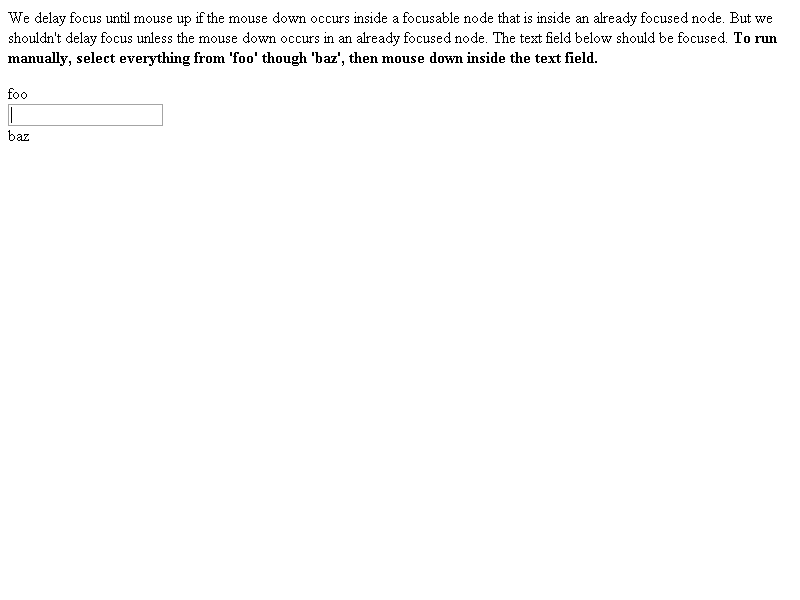 We delay focus until mouse up if the mouse down occurs inside a focusable node that is inside an already focused node. But we
shouldn't delay focus unless the mouse down occurs in an already focused node. The text field below should be focused. To run
manually, select everything from 'foo' though 'baz', then mouse down inside the text field.
foo
baz